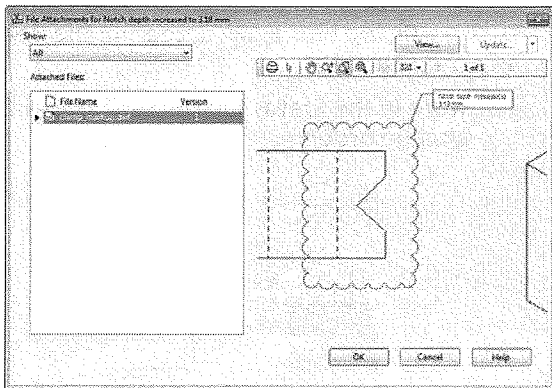 File Attachments for Notch depth increased to 3.18 mm
Show:
All
View...
Update...
1 of 1
Attached Files:
File Name
Version
OK
Cancel
Help